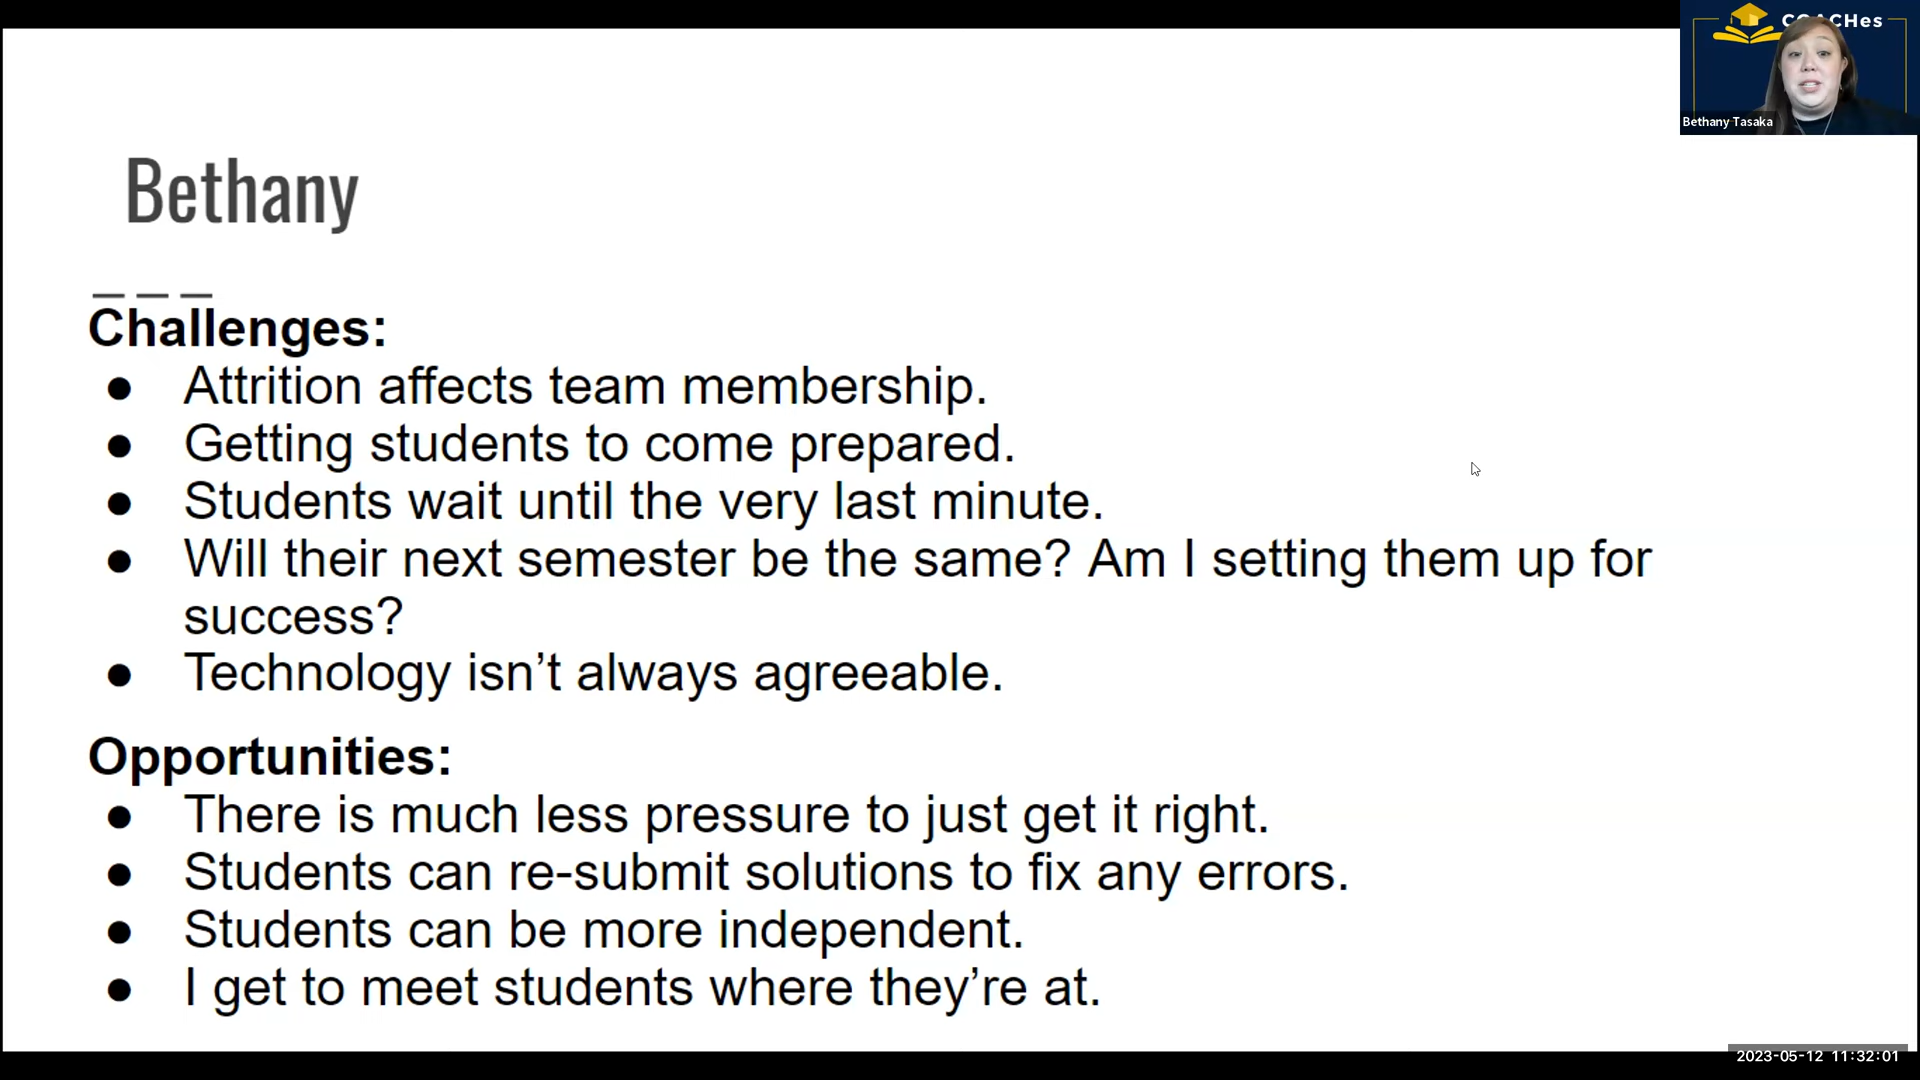 COACHes
Bethany Tasaka
Bethany
Challenges:
● Attrition affects team membership.
● Getting students to come prepared.
● Students wait until the very last minute.
● Will their next semester be the same? Am I setting them up for
success?
● Technology isn’t always agreeable.
Opportunities:
● There is much less pressure to just get it right.
● Students can re-submit solutions to fix any errors.
● Students can be more independent.
● I get to meet students where they’re at.
2023-05-12 11:32:01